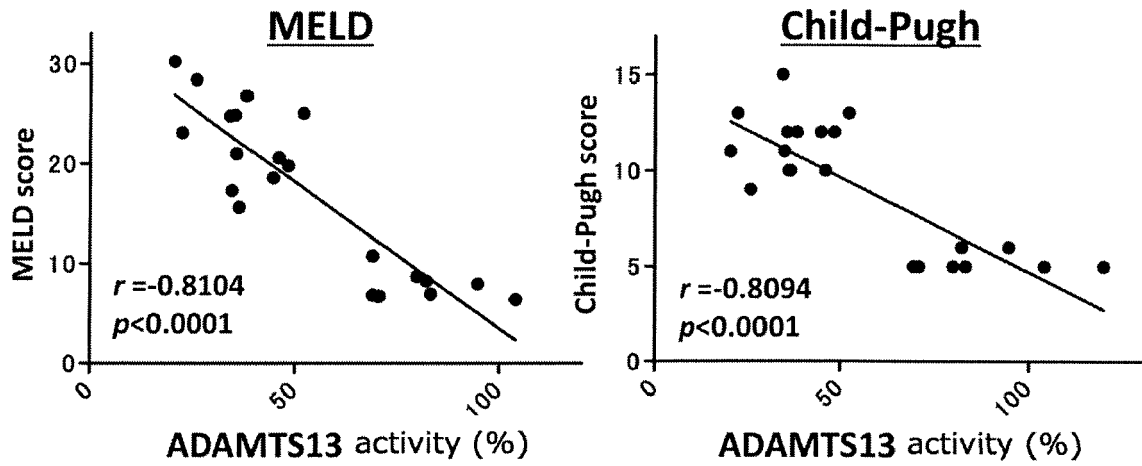 MELD
30
20
10
0
MELD score
r =-0.8104
p<0.0001
0
50
100
ADAMTS13 activity (%)
Child-Pugh
15
10
5
0
Child-Pugh score
r =-0.8094
p<0.0001
0
50
100
ADAMTS13 activity (%)